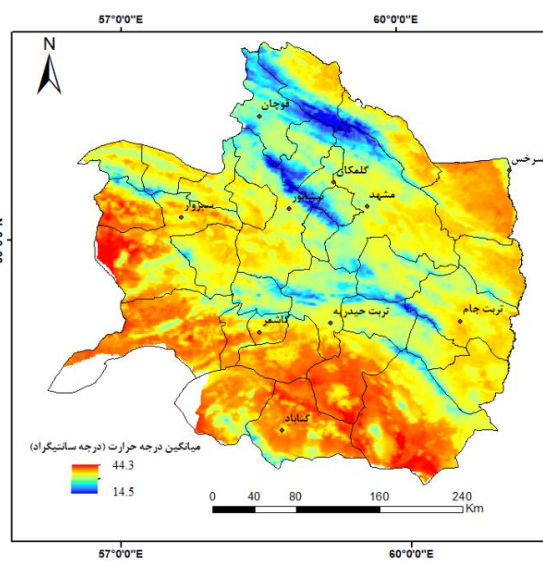 57°0'0"E 60°0'0"E
N
قوچان
سرخس
گلمکان
مشهد
نیشابور
سبزوار
تربت جام
تربت حیدریه
کاشمر
گناباد
میانگین درجه حرارت (درجه سانتیگراد)
44.3
14.5
0 40 80 160 240
Km
57°0'0"E 60°0'0"E